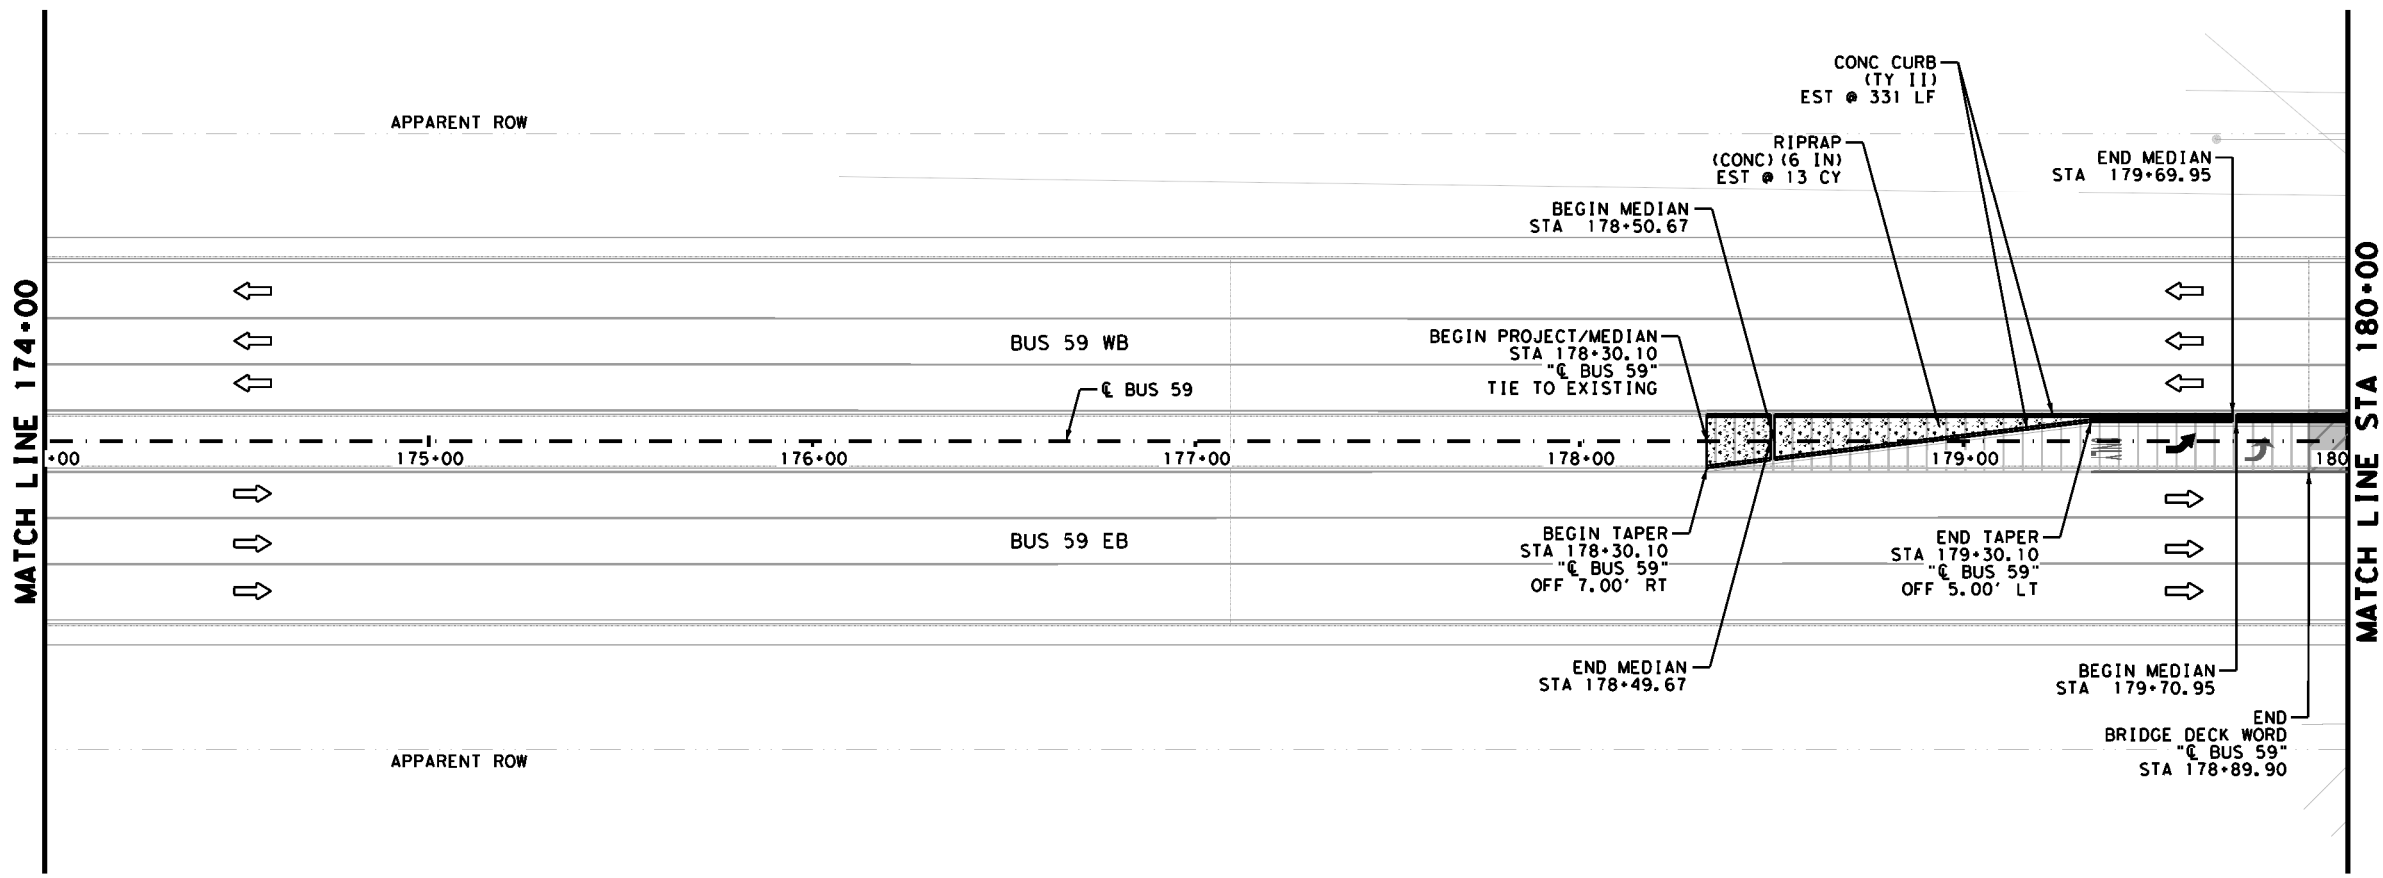 MATCH LINE 174+00
APPARENT ROW
CONC CURB
(TY II)
EST @ 331 LF
RIPRAP
(CONC)(6 IN)
EST @ 13 CY
END MEDIAN
STA 179+69.95
BEGIN MEDIAN
STA 178+50.67
BEGIN PROJECT/MEDIAN
STA 178+30.10
"℄ BUS 59"
TIE TO EXISTING
BUS 59 WB
℄ BUS 59
+00
175+00
176+00
177+00
178+00
179+00
180
BUS 59 EB
BEGIN TAPER
STA 178+30.10
"℄ BUS 59"
OFF 7.00' RT
END TAPER
STA 179+30.10
"℄ BUS 59"
OFF 5.00' LT
END MEDIAN
STA 178+49.67
BEGIN MEDIAN
STA 179+70.95
END
BRIDGE DECK WORD
"℄ BUS 59"
STA 178+89.90
APPARENT ROW
MATCH LINE STA 180+00